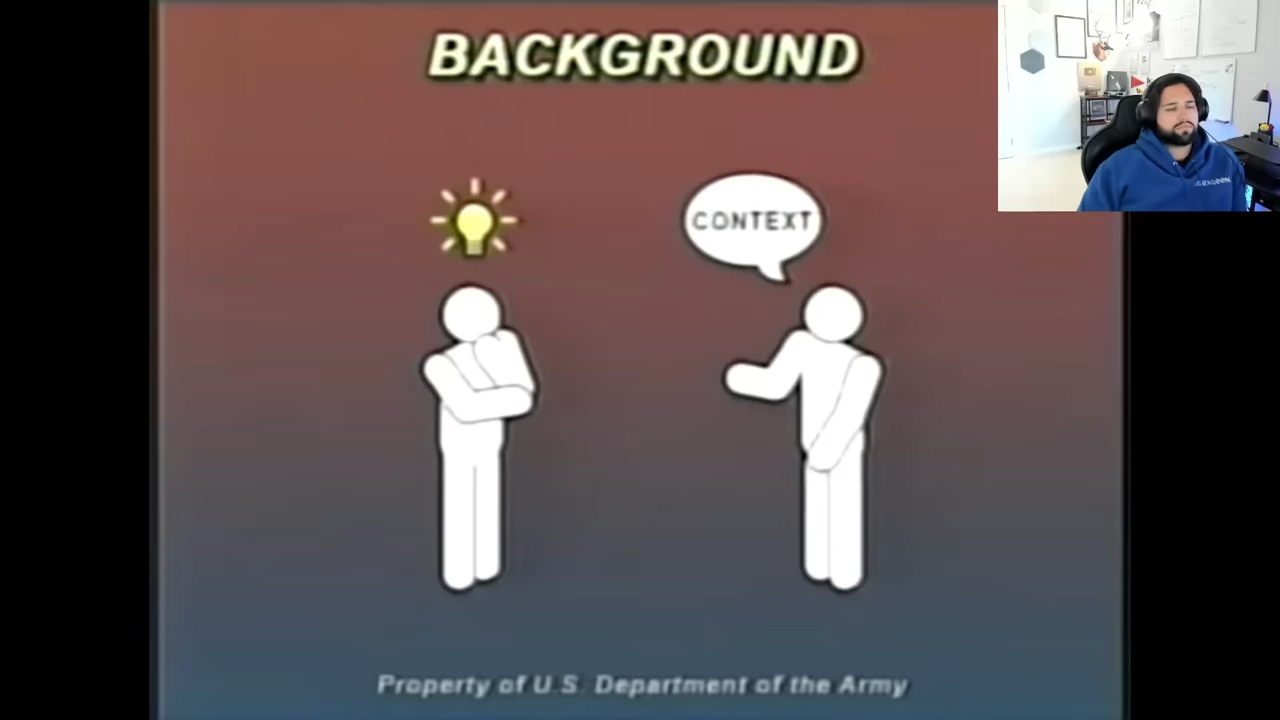 BACKGROUND
CONTEXT
Property of U.S. Department of the Army